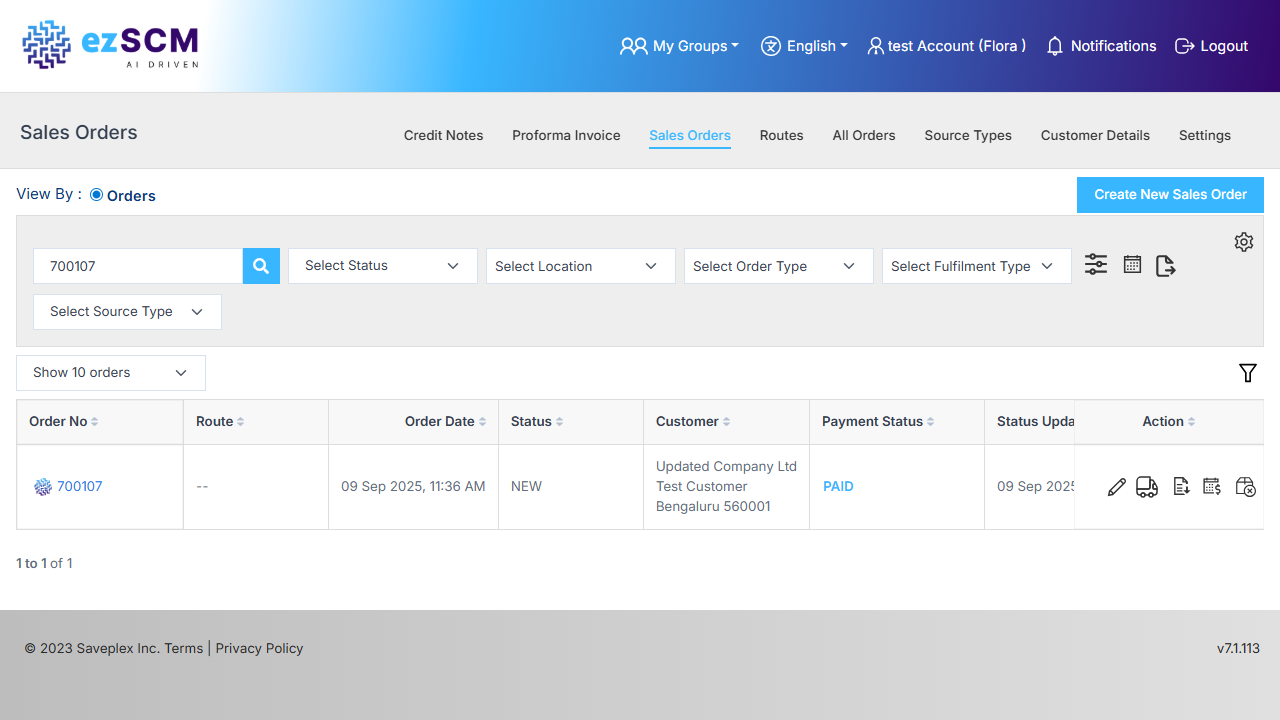 ezSCM
AI DRIVEN
My Groups
English
test Account (Flora )
Notifications
Logout
Sales Orders
Credit Notes
Proforma Invoice
Sales Orders
Routes
All Orders
Source Types
Customer Details
Settings
View By :
Orders
Create New Sales Order
700107
Select Status
Select Location
Select Order Type
Select Fulfilment Type
Select Source Type
Show 10 orders
Order No
Route
Order Date
Status
Customer
Payment Status
Status Upda
Action
700107
--
09 Sep 2025, 11:36 AM
NEW
Updated Company Ltd
Test Customer
Bengaluru 560001
PAID
09 Sep 2025
1 to 1 of 1
© 2023 Saveplex Inc. Terms | Privacy Policy
v7.1.113